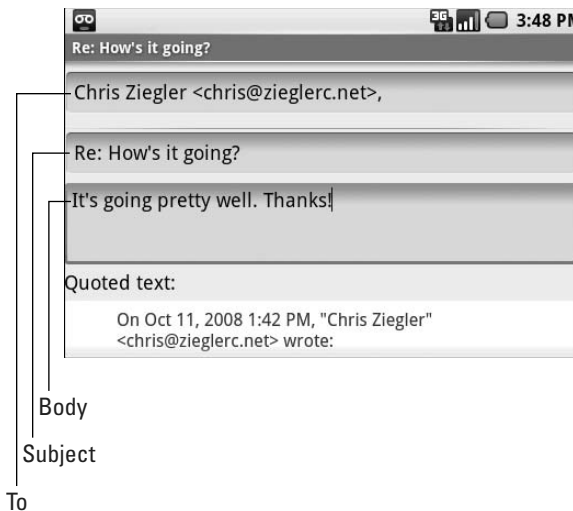 3G 3:48 PM
Re: How's it going?
Chris Ziegler <chris@zieglerc.net>,
Re: How's it going?
It's going pretty well. Thanks!
Quoted text:
On Oct 11, 2008 1:42 PM, "Chris Ziegler"
<chris@zieglerc.net> wrote:
Body
Subject
To